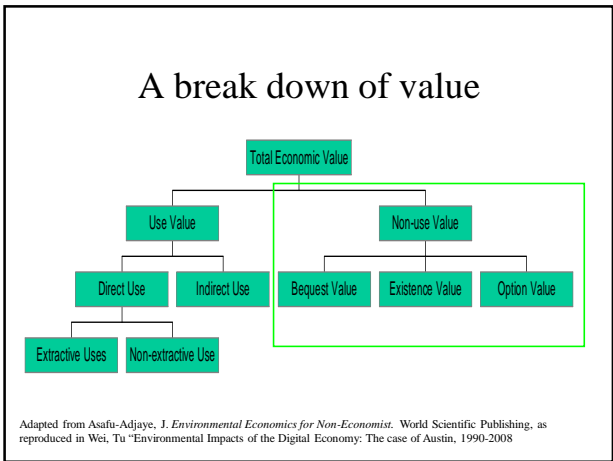 A break down of value
Total Economic Value
Use Value
Non-use Value
Direct Use
Indirect Use
Bequest Value
Existence Value
Option Value
Extractive Uses
Non-extractive Use
Adapted from Asafu-Adjaye, J. Environmental Economics for Non-Economist. World Scientific Publishing, as
reproduced in Wei, Tu “Environmental Impacts of the Digital Economy: The case of Austin, 1990-2008